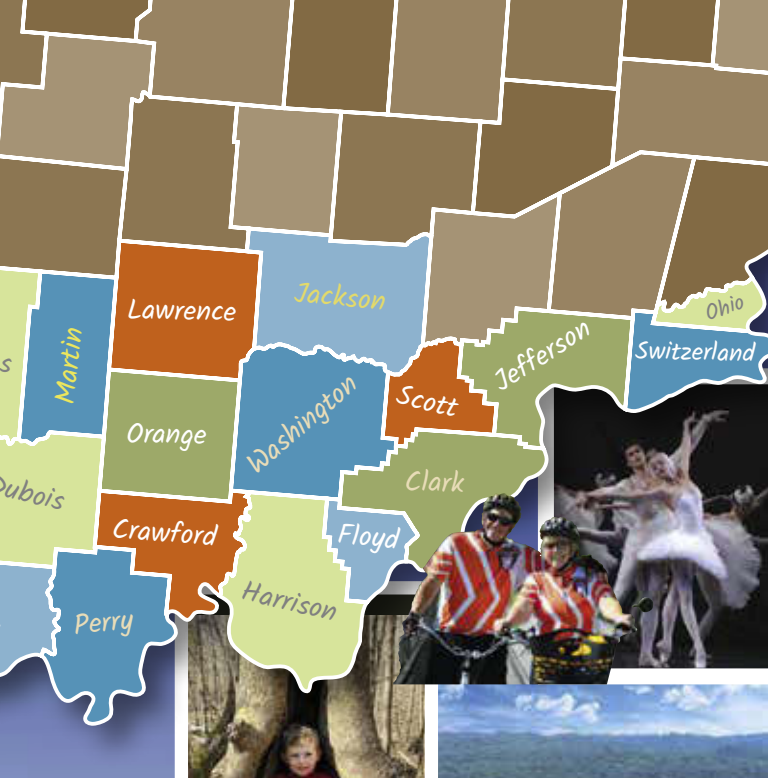 Ohio
Jackson
Lawrence
Martin
Jefferson
Switzerland
s
Scott
Washington
Orange
Clark
Dubois
Crawford
Floyd
Harrison
Perry